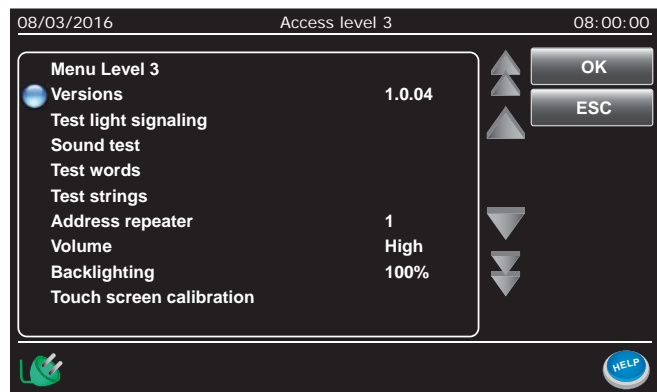 08/03/2016 Access level 3 08:00:00
Menu Level 3
OK
Versions 1.0.04
ESC
Test light signaling
Sound test
Test words
Test strings
Address repeater 1
Volume High
Backlighting 100%
Touch screen calibration
HELP